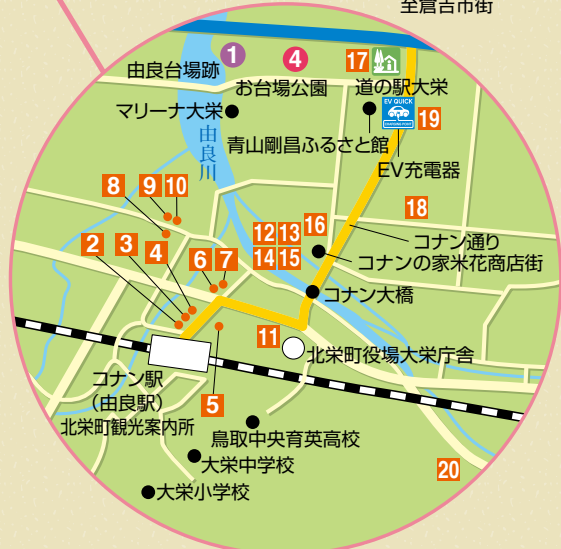 至倉吉市街
1
4
17
由良台場跡
お台場公園
道の駅大栄
マリーナ大栄
EV QUICK
19
由良川
青山剛昌ふるさと館
EV充電器
8
9
10
12
13
16
18
2
3
4
6
7
14
15
コナン通り
コナンの家米花商店街
コナン大橋
11
北栄町役場大栄庁舎
コナン駅
(由良駅)
北栄町観光案内所
5
鳥取中央育英高校
大栄中学校
20
大栄小学校